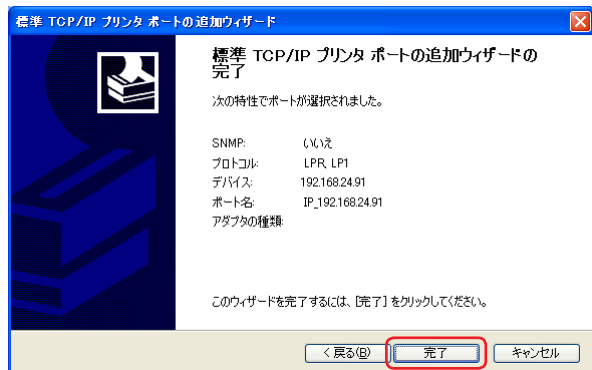 標準 TCP/IP プリンタ ポートの追加ウィザード
標準 TCP/IP プリンタ ポートの追加ウィザードの
完了
次の特性でポートが選択されました。
SNMP: いいえ
プロトコル: LPR, LP1
デバイス: 192.168.24.91
ポート名: IP_192.168.24.91
アダプタの種類:
このウィザードを完了するには、[完了] をクリックしてください。
< 戻る(B) 完了 キャンセル